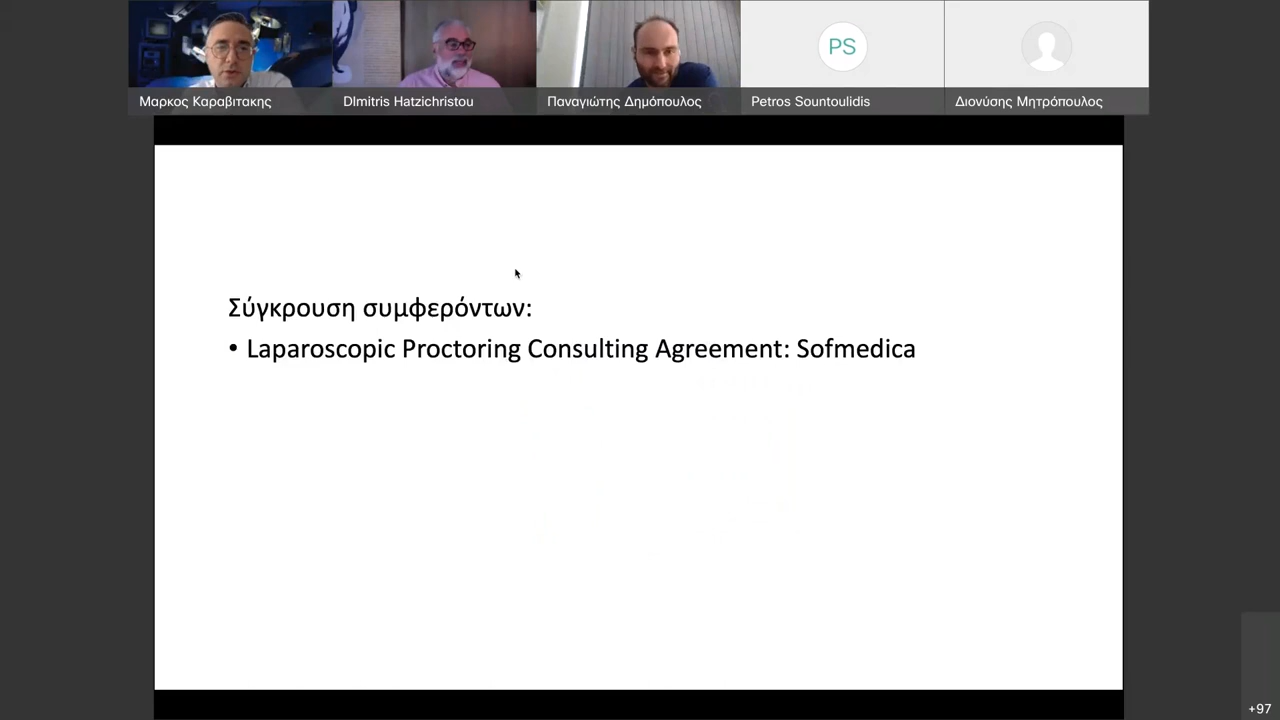 Μαρκος Καραβιτακης
DImitris Hatzichristou
Παναγιώτης Δημόπουλος
PS
Petros Sountoulidis
Διονύσης Μητρόπουλος
Σύγκρουση συμφερόντων:
• Laparoscopic Proctoring Consulting Agreement: Sofmedica
+97